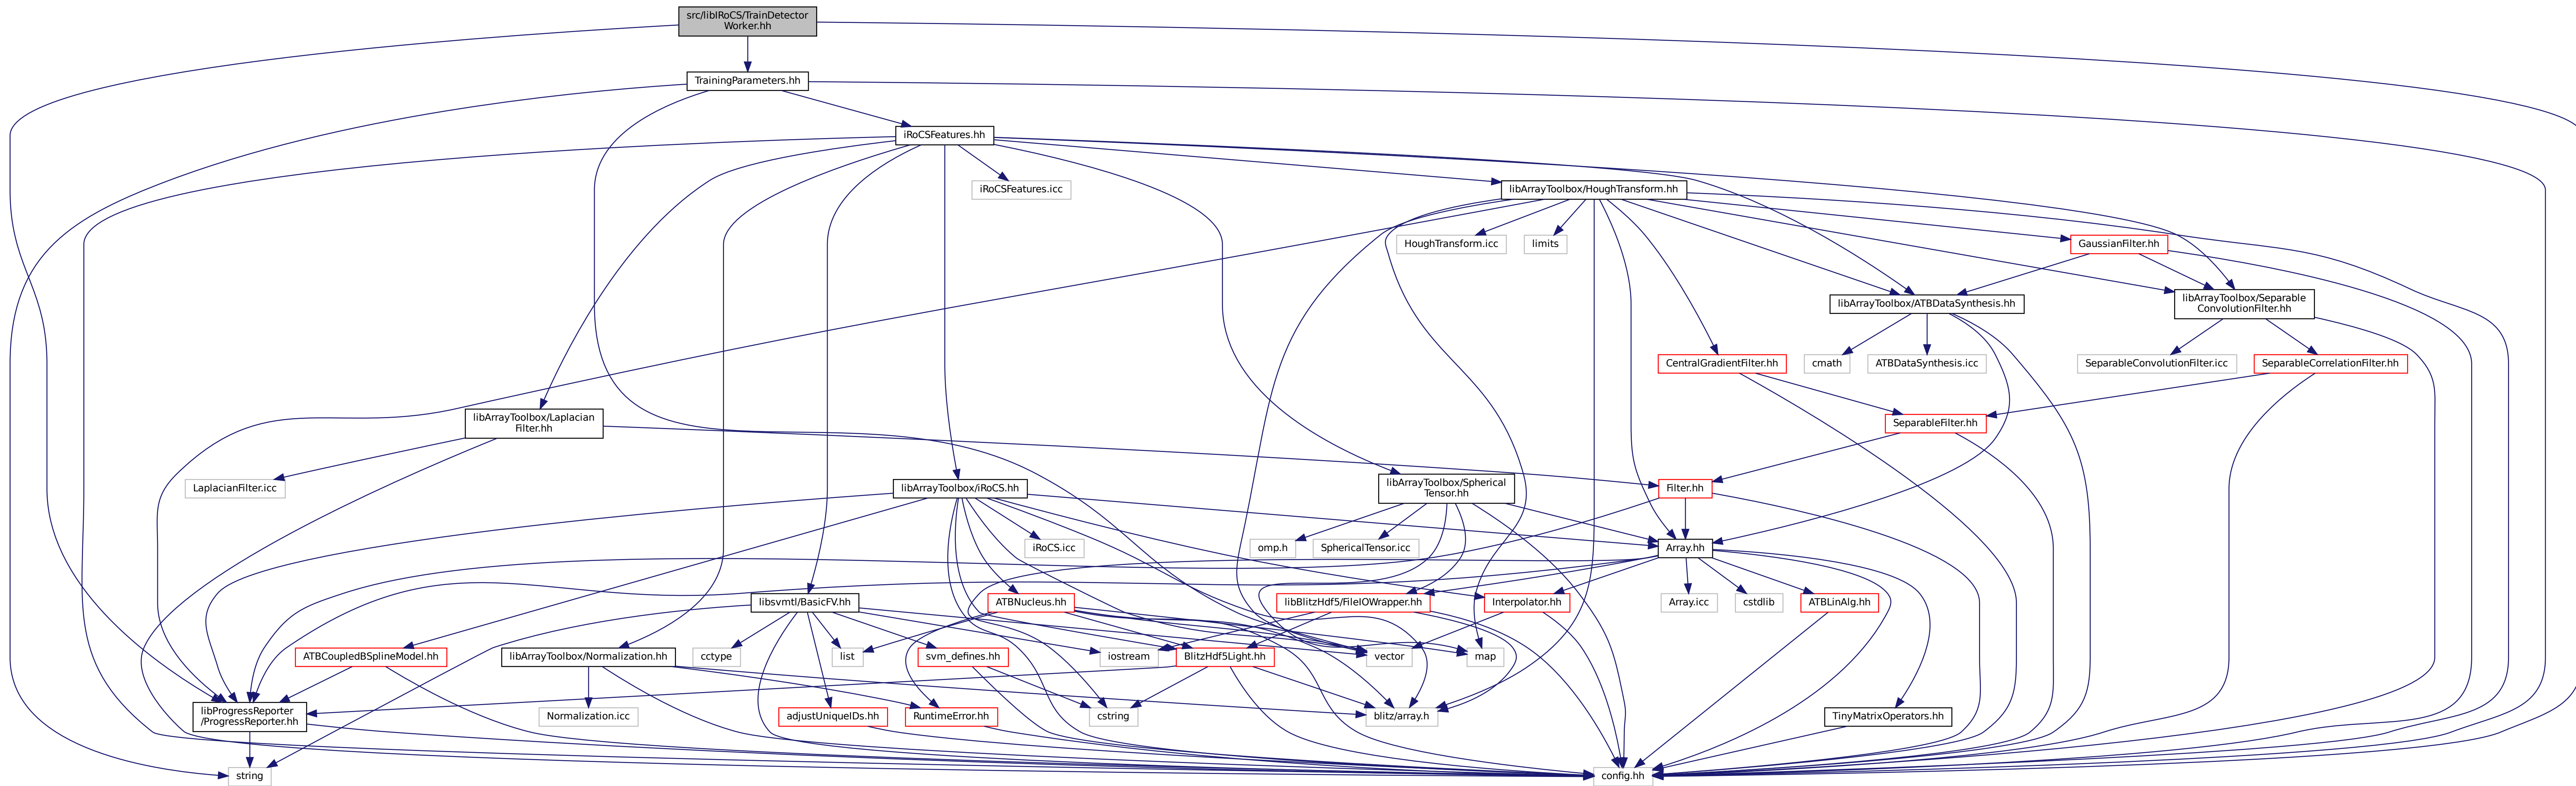 src/libIRoCS/TrainDetector
Worker.hh
TrainingParameters.hh
iRoCSFeatures.hh
iRoCSFeatures.icc
libArrayToolbox/HoughTransform.hh
HoughTransform.icc
limits
GaussianFilter.hh
libArrayToolbox/ATBDataSynthesis.hh
libArrayToolbox/Separable
ConvolutionFilter.hh
CentralGradientFilter.hh
cmath
ATBDataSynthesis.icc
SeparableConvolutionFilter.icc
SeparableCorrelationFilter.hh
libArrayToolbox/Laplacian
Filter.hh
SeparableFilter.hh
LaplacianFilter.icc
libArrayToolbox/iRoCS.hh
libArrayToolbox/Spherical
Tensor.hh
Filter.hh
iRoCS.icc
omp.h
SphericalTensor.icc
Array.hh
libsvmtl/BasicFV.hh
ATBNucleus.hh
libBlitzHdf5/FileIOWrapper.hh
Interpolator.hh
Array.icc
cstdlib
ATBLinAlg.hh
ATBCoupledBSplineModel.hh
libArrayToolbox/Normalization.hh
cctype
list
svm_defines.hh
iostream
BlitzHdf5Light.hh
vector
map
libProgressReporter
/ProgressReporter.hh
Normalization.icc
adjustUniqueIDs.hh
RuntimeError.hh
cstring
blitz/array.h
TinyMatrixOperators.hh
string
config.hh